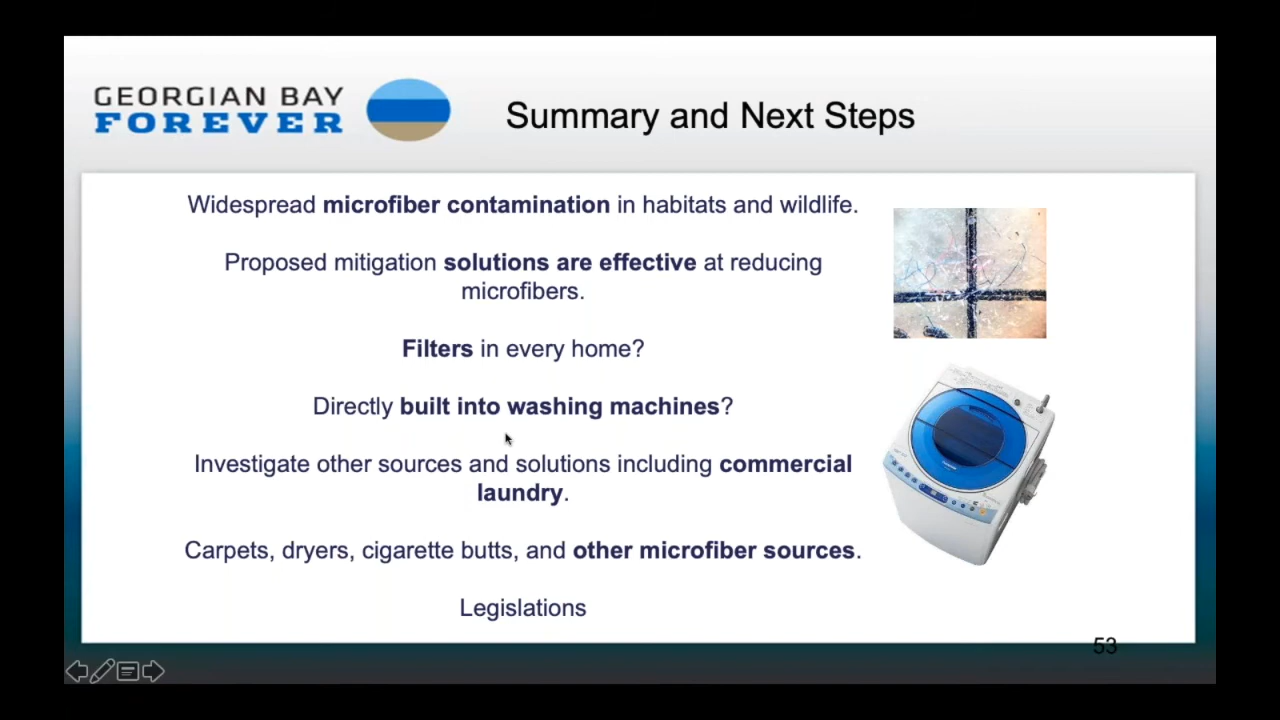 GEORGIAN BAY
FOREVER
Summary and Next Steps
Widespread microfiber contamination in habitats and wildlife.
Proposed mitigation solutions are effective at reducing
microfibers.
Filters in every home?
Directly built into washing machines?
Investigate other sources and solutions including commercial
laundry.
Carpets, dryers, cigarette butts, and other microfiber sources.
Legislations
53